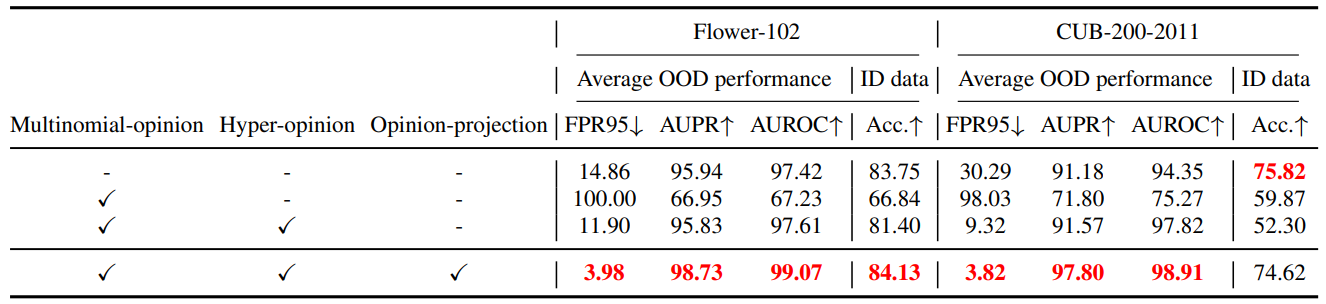 Flower-102 CUB-200-2011
Average OOD performance ID data Average OOD performance ID data
Multinomial-opinion Hyper-opinion Opinion-projection FPR95↓ AUPR↑ AUROC↑ Acc.↑ FPR95↓ AUPR↑ AUROC↑ Acc.↑
- - - 14.86 95.94 97.42 83.75 30.29 91.18 94.35 75.82
✓ - - 100.00 66.95 67.23 66.84 98.03 71.80 75.27 59.87
✓ ✓ - 11.90 95.83 97.61 81.40 9.32 91.57 97.82 52.30
✓ ✓ ✓ 3.98 98.73 99.07 84.13 3.82 97.80 98.91 74.62